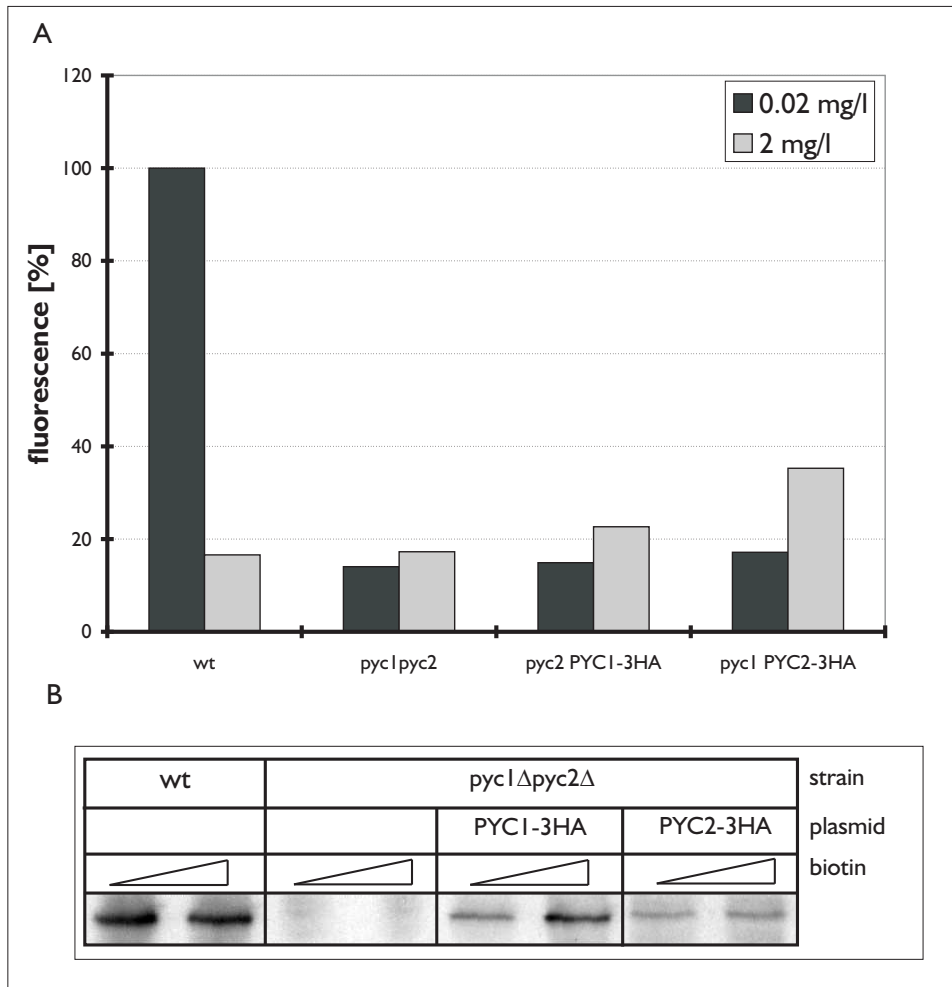 A
fluorescence [%]
120
100
80
60
40
20
0
0.02 mg/l
2 mg/l
wt
pyc1pyc2
pyc2 PYC1-3HA
pyc1 PYC2-3HA
B
wt pyc1Δpyc2Δ strain
PYC1-3HA PYC2-3HA plasmid
biotin